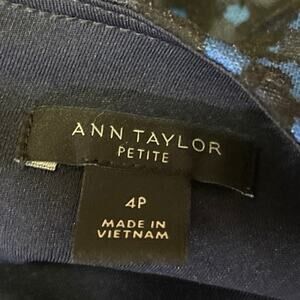 ANN TAYLOR
PETITE
4P
MADE IN
VIETNAM